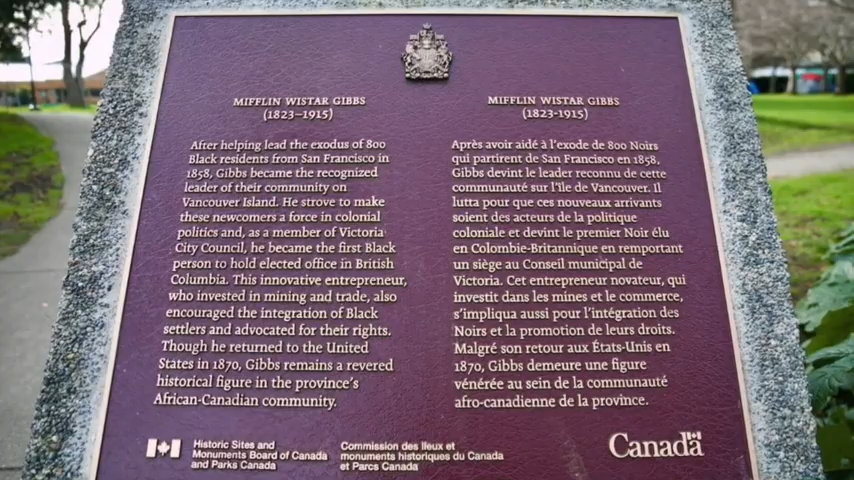 MIFFLIN WISTAR GIBBS
(1823–1915)
After helping lead the exodus of 800
Black residents from San Francisco in
1858, Gibbs became the recognized
leader of their community on
Vancouver Island. He strove to make
these newcomers a force in colonial
politics and, as a member of Victoria
City Council, he became the first Black
person to hold elected office in British
Columbia. This innovative entrepreneur,
who invested in mining and trade, also
encouraged the integration of Black
settlers and advocated for their rights.
Though he returned to the United
States in 1870, Gibbs remains a revered
historical figure in the province's
African-Canadian community.
MIFFLIN WISTAR GIBBS
(1823-1915)
Après avoir aidé à l'exode de 800 Noirs
qui partirent de San Francisco en 1858,
Gibbs devint le leader reconnu de cette
communauté sur l'île de Vancouver. Il
lutta pour que ces nouveaux arrivants
soient des acteurs de la politique
coloniale et devint le premier Noir élu
en Colombie-Britannique en remportant
un siège au Conseil municipal de
Victoria. Cet entrepreneur novateur, qui
investit dans les mines et le commerce,
s'impliqua aussi pour l'intégration des
Noirs et la promotion de leurs droits.
Malgré son retour aux États-Unis en
1870, Gibbs demeure une figure
vénérée au sein de la communauté
afro-canadienne de la province.
Historic Sites and
Monuments Board of Canada
and Parks Canada
Commission des lieux et
monuments historiques du Canada
et Parcs Canada
Canada